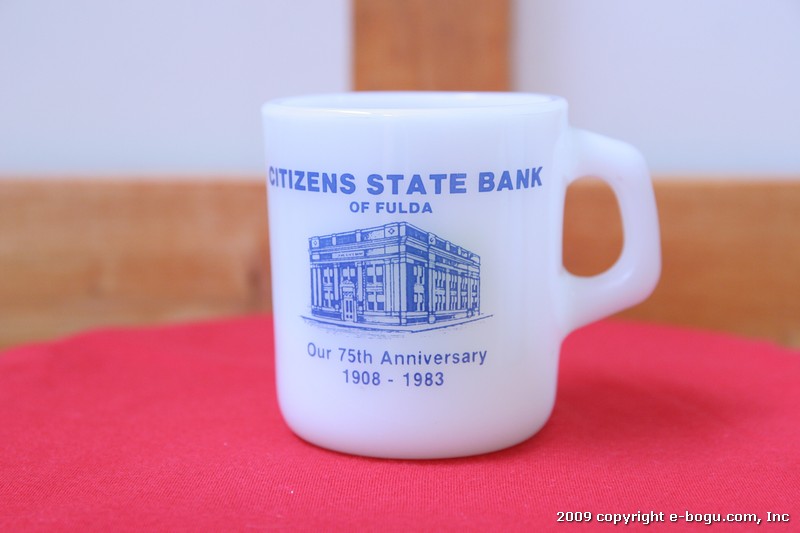 CITIZENS STATE BANK
OF FULDA
Our 75th Anniversary
1908 - 1983
2009 copyright e-bogu.com, Inc